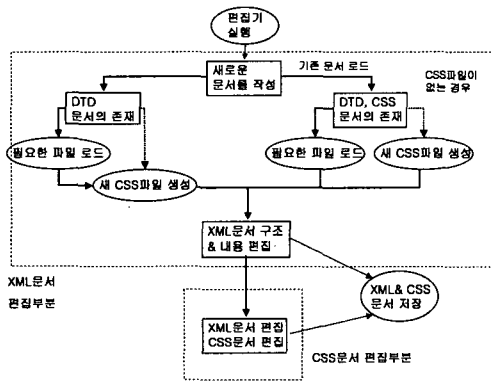 편집기
실행
새로운
문서를 작성
기존 문서 로드
CSS파일이
없는 경우
DTD
문서의 존재
DTD, CSS
문서의 존재
필요한 파일 로드
새 CSS파일 생성
필요한 파일 로드
새 CSS파일 생성
XML문서 구조
& 내용 편집
XML문서
편집부분
XML& CSS
문서 저장
XML문서 편집
CSS문서 편집
CSS문서 편집부분